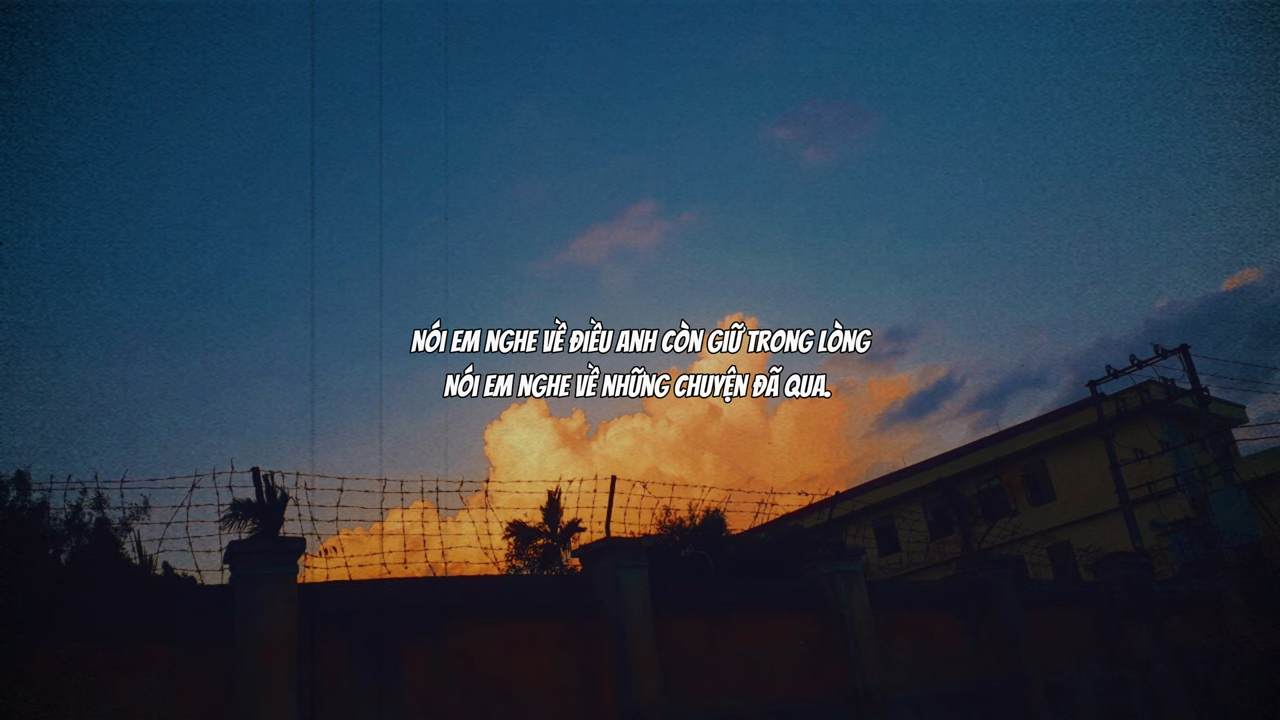 NÓI EM NGHE VỀ ĐIỀU ANH CÒN GIỮ TRONG LÒNG
NÓI EM NGHE VỀ NHỮNG CHUYỆN ĐÃ QUA.